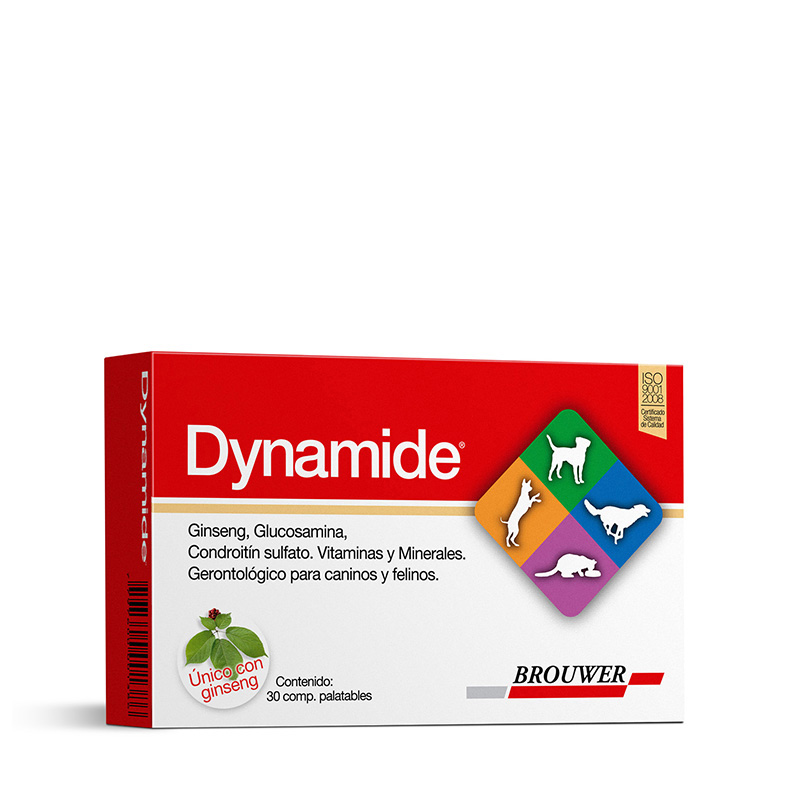 Dynamide
ISO
9001
2008
Certificado
Sistema
de Calidad
Dynamide®
Ginseng, Glucosamina,
Condroitín sulfato. Vitaminas y Minerales.
Gerontológico para caninos y felinos.
Único con
ginseng
Contenido:
30 comp. palatables
BROUWER